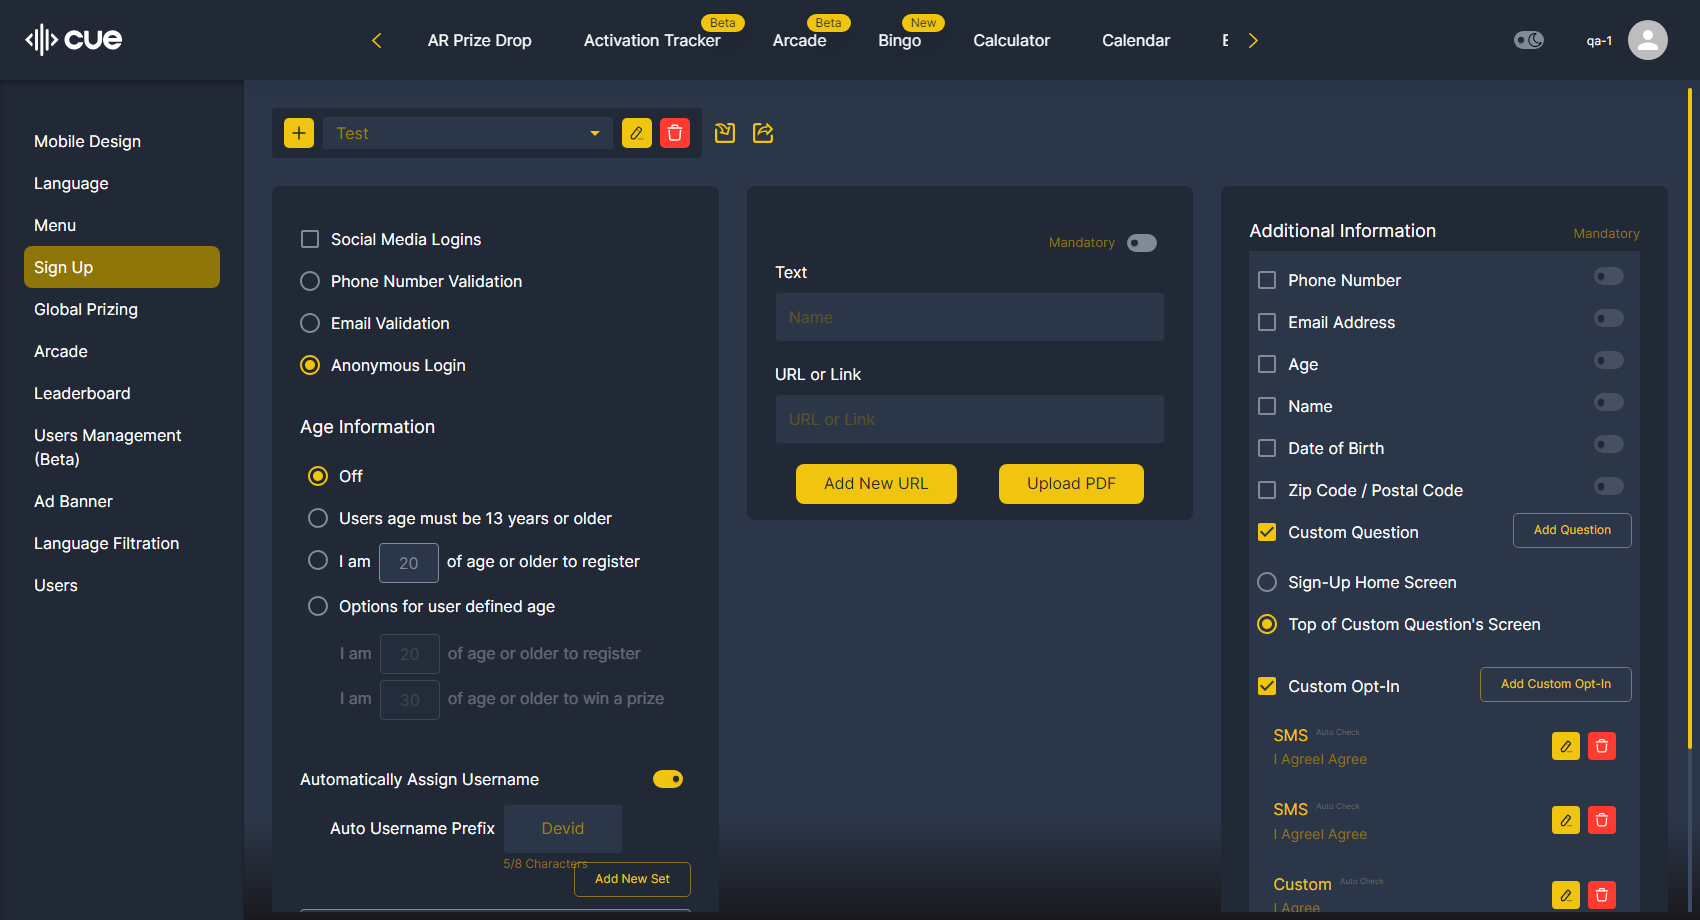 cue
AR Prize Drop
Activation Tracker
Beta
Arcade
Beta
Bingo
New
Calculator
Calendar
qa-1
Mobile Design
Language
Menu
Sign Up
Global Prizing
Arcade
Leaderboard
Users Management
(Beta)
Ad Banner
Language Filtration
Users
Test
Social Media Logins
Phone Number Validation
Email Validation
Anonymous Login
Age Information
Off
Users age must be 13 years or older
I am 20 of age or older to register
Options for user defined age
I am 20 of age or older to register
I am 30 of age or older to win a prize
Automatically Assign Username
Auto Username Prefix Devid
5/8 Characters
Add New Set
Mandatory
Text
Name
URL or Link
URL or Link
Add New URL
Upload PDF
Additional Information
Mandatory
Phone Number
Email Address
Age
Name
Date of Birth
Zip Code / Postal Code
Custom Question
Add Question
Sign-Up Home Screen
Top of Custom Question's Screen
Custom Opt-In
Add Custom Opt-In
SMS Auto Check
I AgreeI Agree
SMS Auto Check
I AgreeI Agree
Custom Auto Check
I Agree